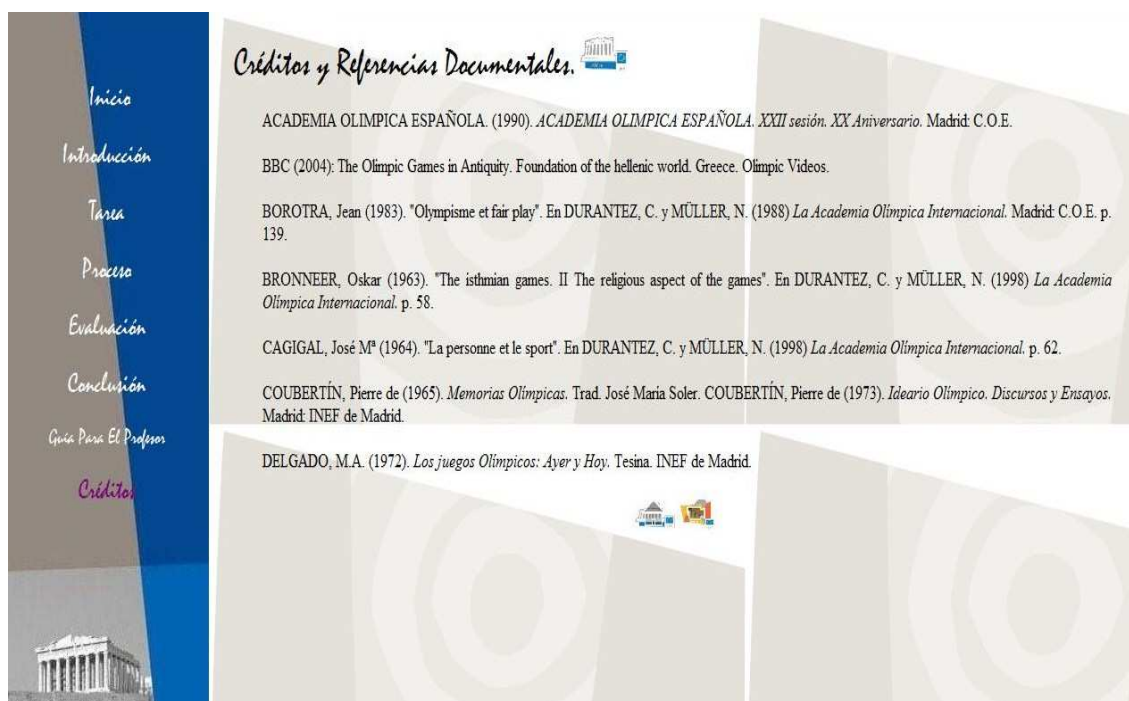 Inicio
Introducción
Tarea
Proceso
Evaluación
Conclusión
Guía Para El Profesor
Créditos
Créditos y Referencias Documentales.
ACADEMIA OLIMPICA ESPAÑOLA. (1990). ACADEMIA OLIMPICA ESPAÑOLA. XXII sesión. XX Aniversario. Madrid: C.O.E.
BBC (2004): The Olimpic Games in Antiquity. Foundation of the hellenic world. Greece. Olimpic Videos.
BOROTRA, Jean (1983). "Olympisme et fair play". En DURANTEZ, C. y MÜLLER, N. (1988) La Academia Olímpica Internacional. Madrid: C.O.E. p.
139.
BRONNEER, Oskar (1963). "The isthmian games. II The religious aspect of the games". En DURANTEZ, C. y MÜLLER, N. (1998) La Academia
Olímpica Internacional. p. 58.
CAGIGAL, José Mª (1964). "La personne et le sport". En DURANTEZ, C. y MÜLLER, N. (1998) La Academia Olímpica Internacional. p. 62.
COUBERTÍN, Pierre de (1965). Memorias Olímpicas. Trad. José María Soler. COUBERTÍN, Pierre de (1973). Ideario Olímpico. Discursos y Ensayos.
Madrid: INEF de Madrid.
DELGADO, M.A. (1972). Los juegos Olímpicos: Ayer y Hoy. Tesina. INEF de Madrid.